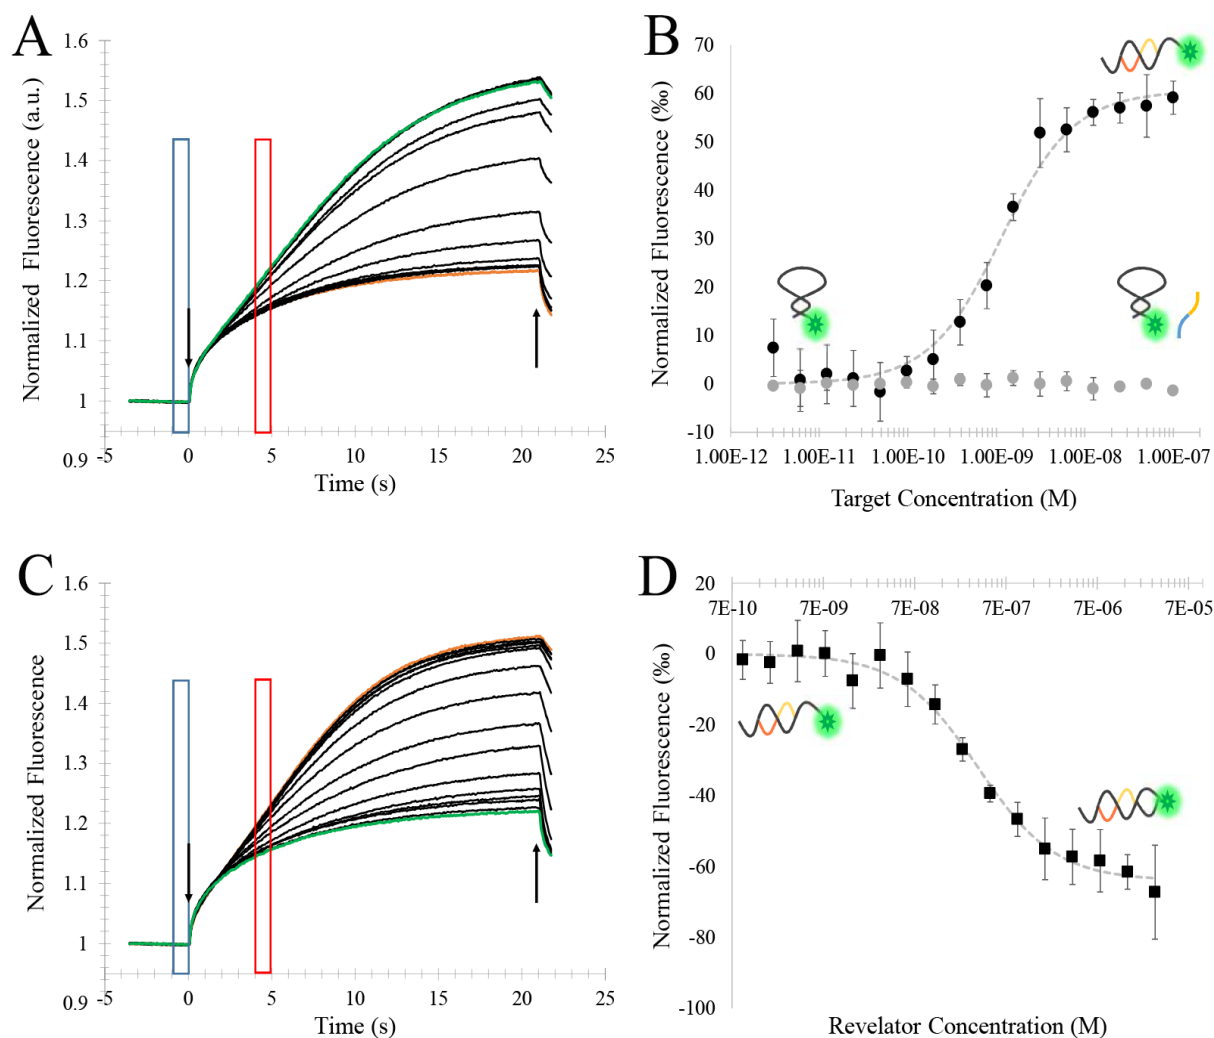 A
Normalized Fluorescence (a.u.)
1.6
1.5
1.4
1.3
1.2
1.1
1
0.9
-5 0 5 10 15 20 25
Time (s)
B
Normalized Fluorescence (‰)
70
60
50
40
30
20
10
0
-10
1.00E-12 1.00E-11 1.00E-10 1.00E-09 1.00E-08 1.00E-07
Target Concentration (M)
C
Normalized Fluorescence
1.6
1.5
1.4
1.3
1.2
1.1
1
0.9
-5 0 5 10 15 20 25
Time (s)
D
Normalized Fluorescence (‰)
20
7E-10 7E-09 7E-08 7E-07 7E-06 7E-05
0
-20
-40
-60
-80
-100
Revelator Concentration (M)